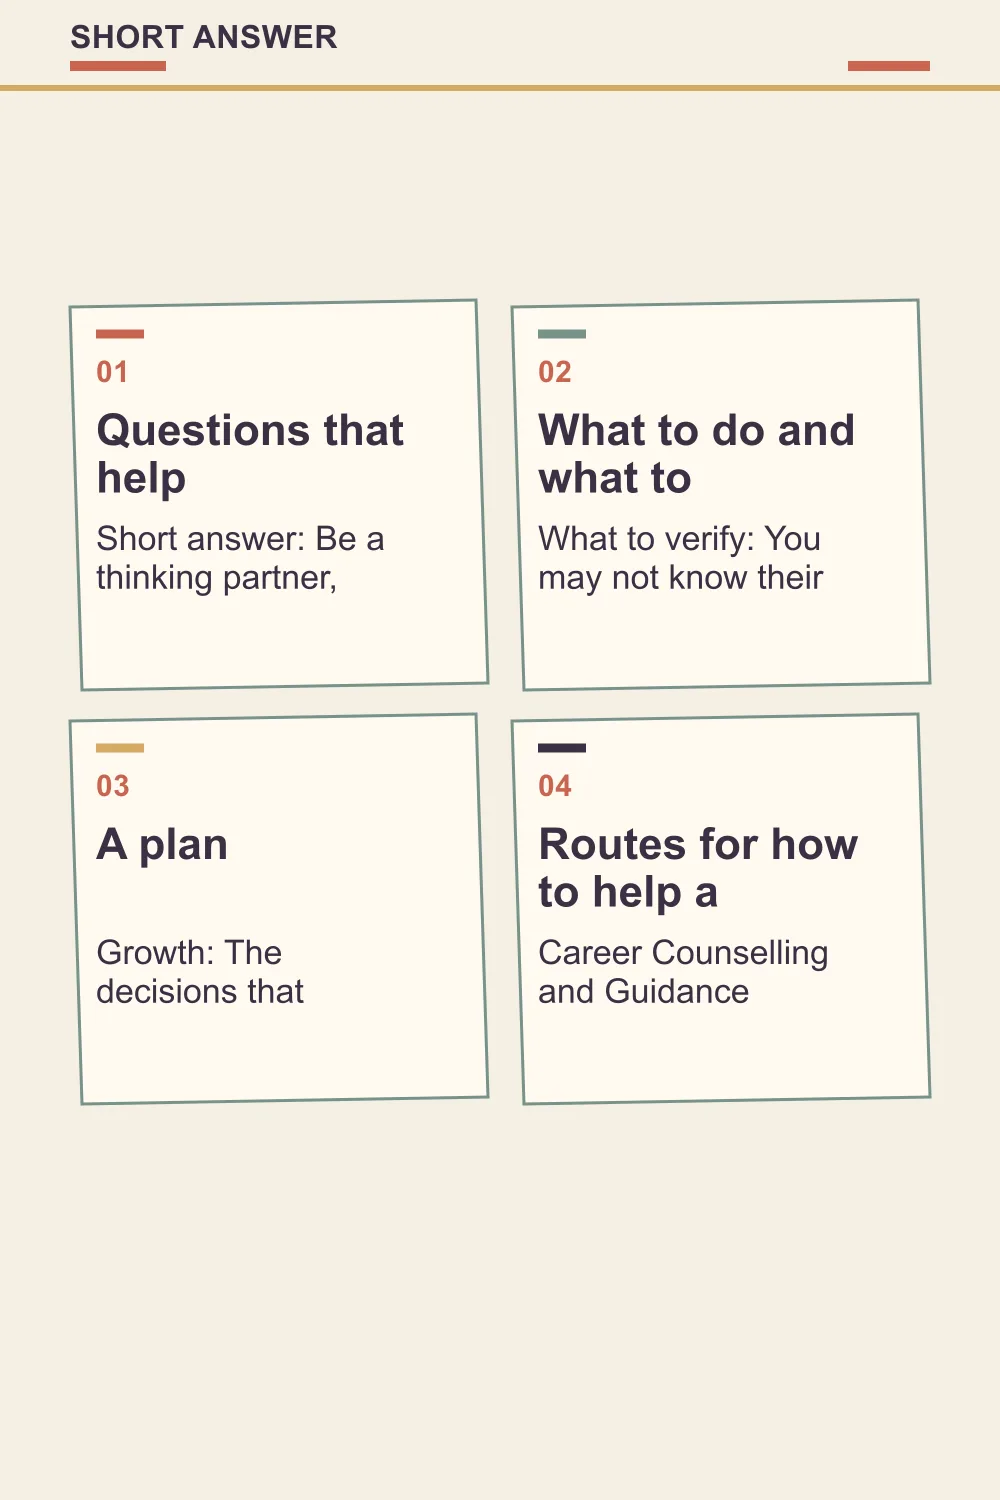 SHORT ANSWER
01
Questions that
help
Short answer: Be a
thinking partner,
02
What to do and
what to
What to verify: You
may not know their
03
A plan
Growth: The
decisions that
04
Routes for how
to help a
Career Counselling
and Guidance